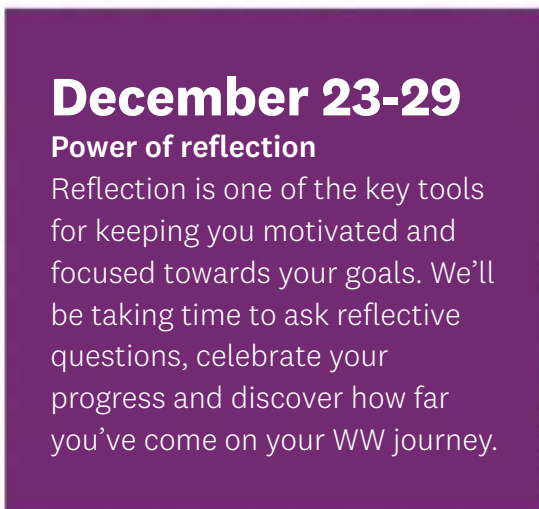 December 23-29
Power of reflection
Reflection is one of the key tools
for keeping you motivated and
focused towards your goals. We’ll
be taking time to ask reflective
questions, celebrate your
progress and discover how far
you’ve come on your WW journey.